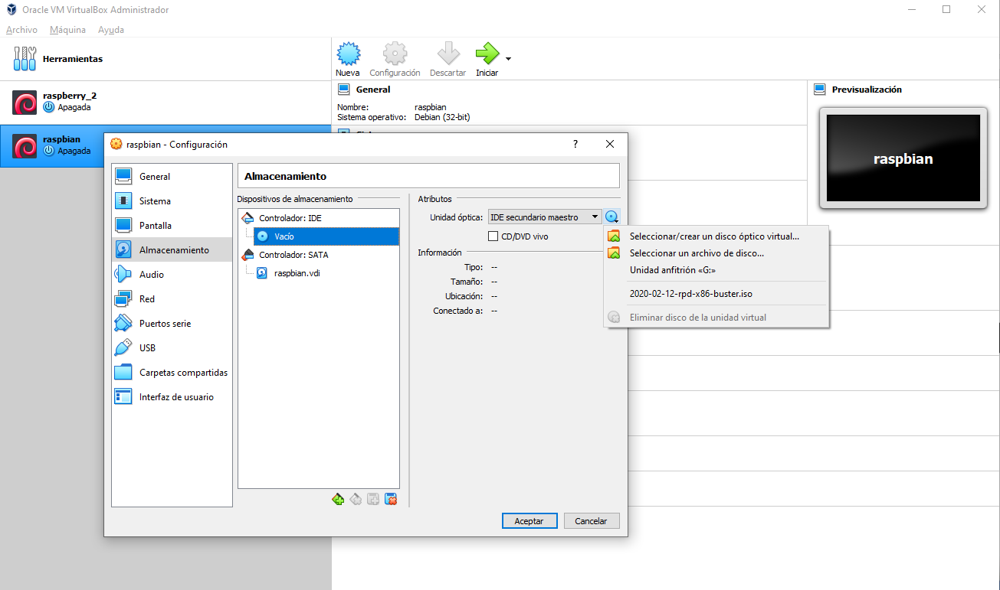 Oracle VM VirtualBox Administrador
Archivo Máquina Ayuda
Herramientas
Nueva Configuración Descartar Iniciar
raspberry_2
Apagada
raspbian
Apagada
General
Nombre: raspbian
Sistema operativo: Debian (32-bit)
Previsualización
raspbian
raspbian - Configuración ?
General
Sistema
Pantalla
Almacenamiento
Audio
Red
Puertos serie
USB
Carpetas compartidas
Interfaz de usuario
Almacenamiento
Dispositivos de almacenamiento
Controlador: IDE
Vacío
Controlador: SATA
raspbian.vdi
Atributos
Unidad óptica: IDE secundario maestro
CD/DVD vivo
Información
Tipo: --
Tamaño: --
Ubicación: --
Conectado a: --
Seleccionar/crear un disco óptico virtual...
Seleccionar un archivo de disco...
Unidad anfitrión «G:»
2020-02-12-rpd-x86-buster.iso
Eliminar disco de la unidad virtual
Aceptar Cancelar